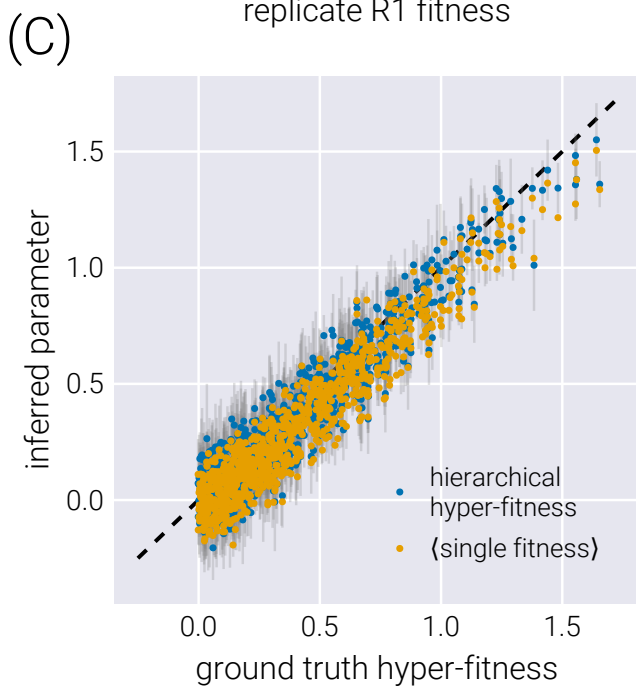 replicate R1 fitness
(C)
1.5
1.0
0.5
0.0
inferred parameter
hierarchical
hyper-fitness
⟨single fitness⟩
0.0 0.5 1.0 1.5
ground truth hyper-fitness